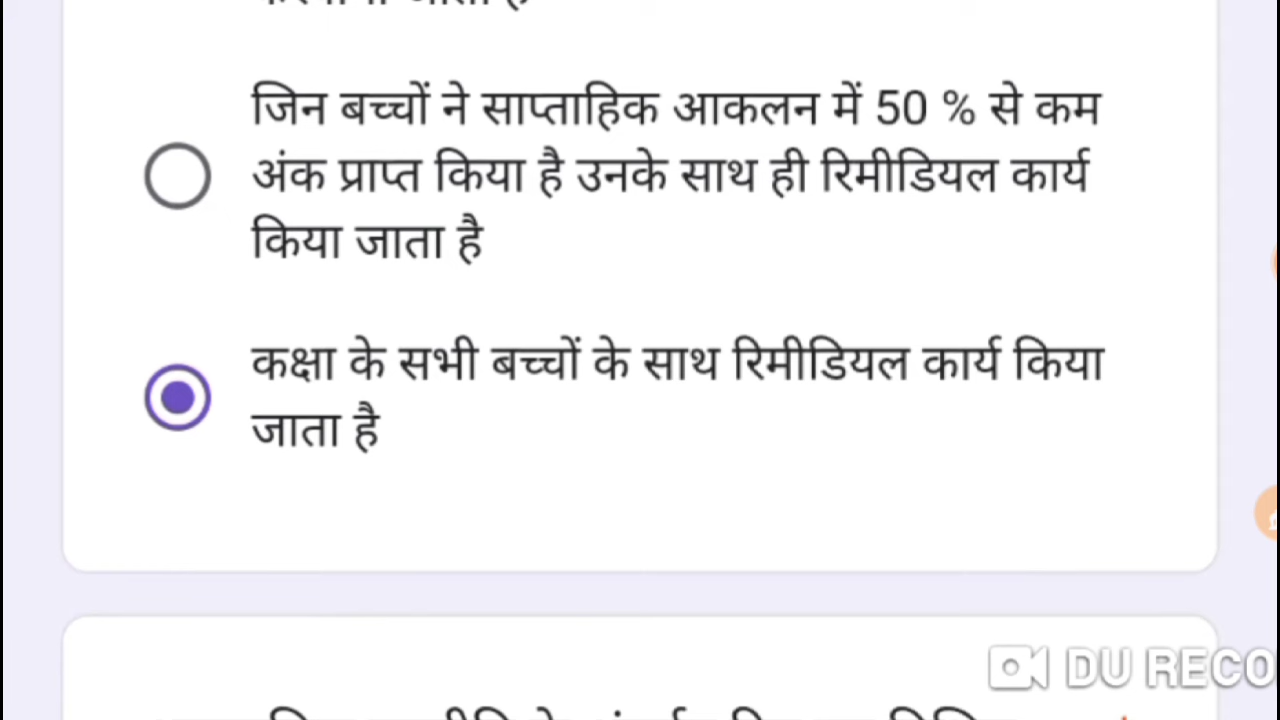 जिन बच्चों ने साप्ताहिक आकलन में 50 % से कम
अंक प्राप्त किया है उनके साथ ही रिमीडियल कार्य
किया जाता है
कक्षा के सभी बच्चों के साथ रिमीडियल कार्य किया
जाता है
DU RECO